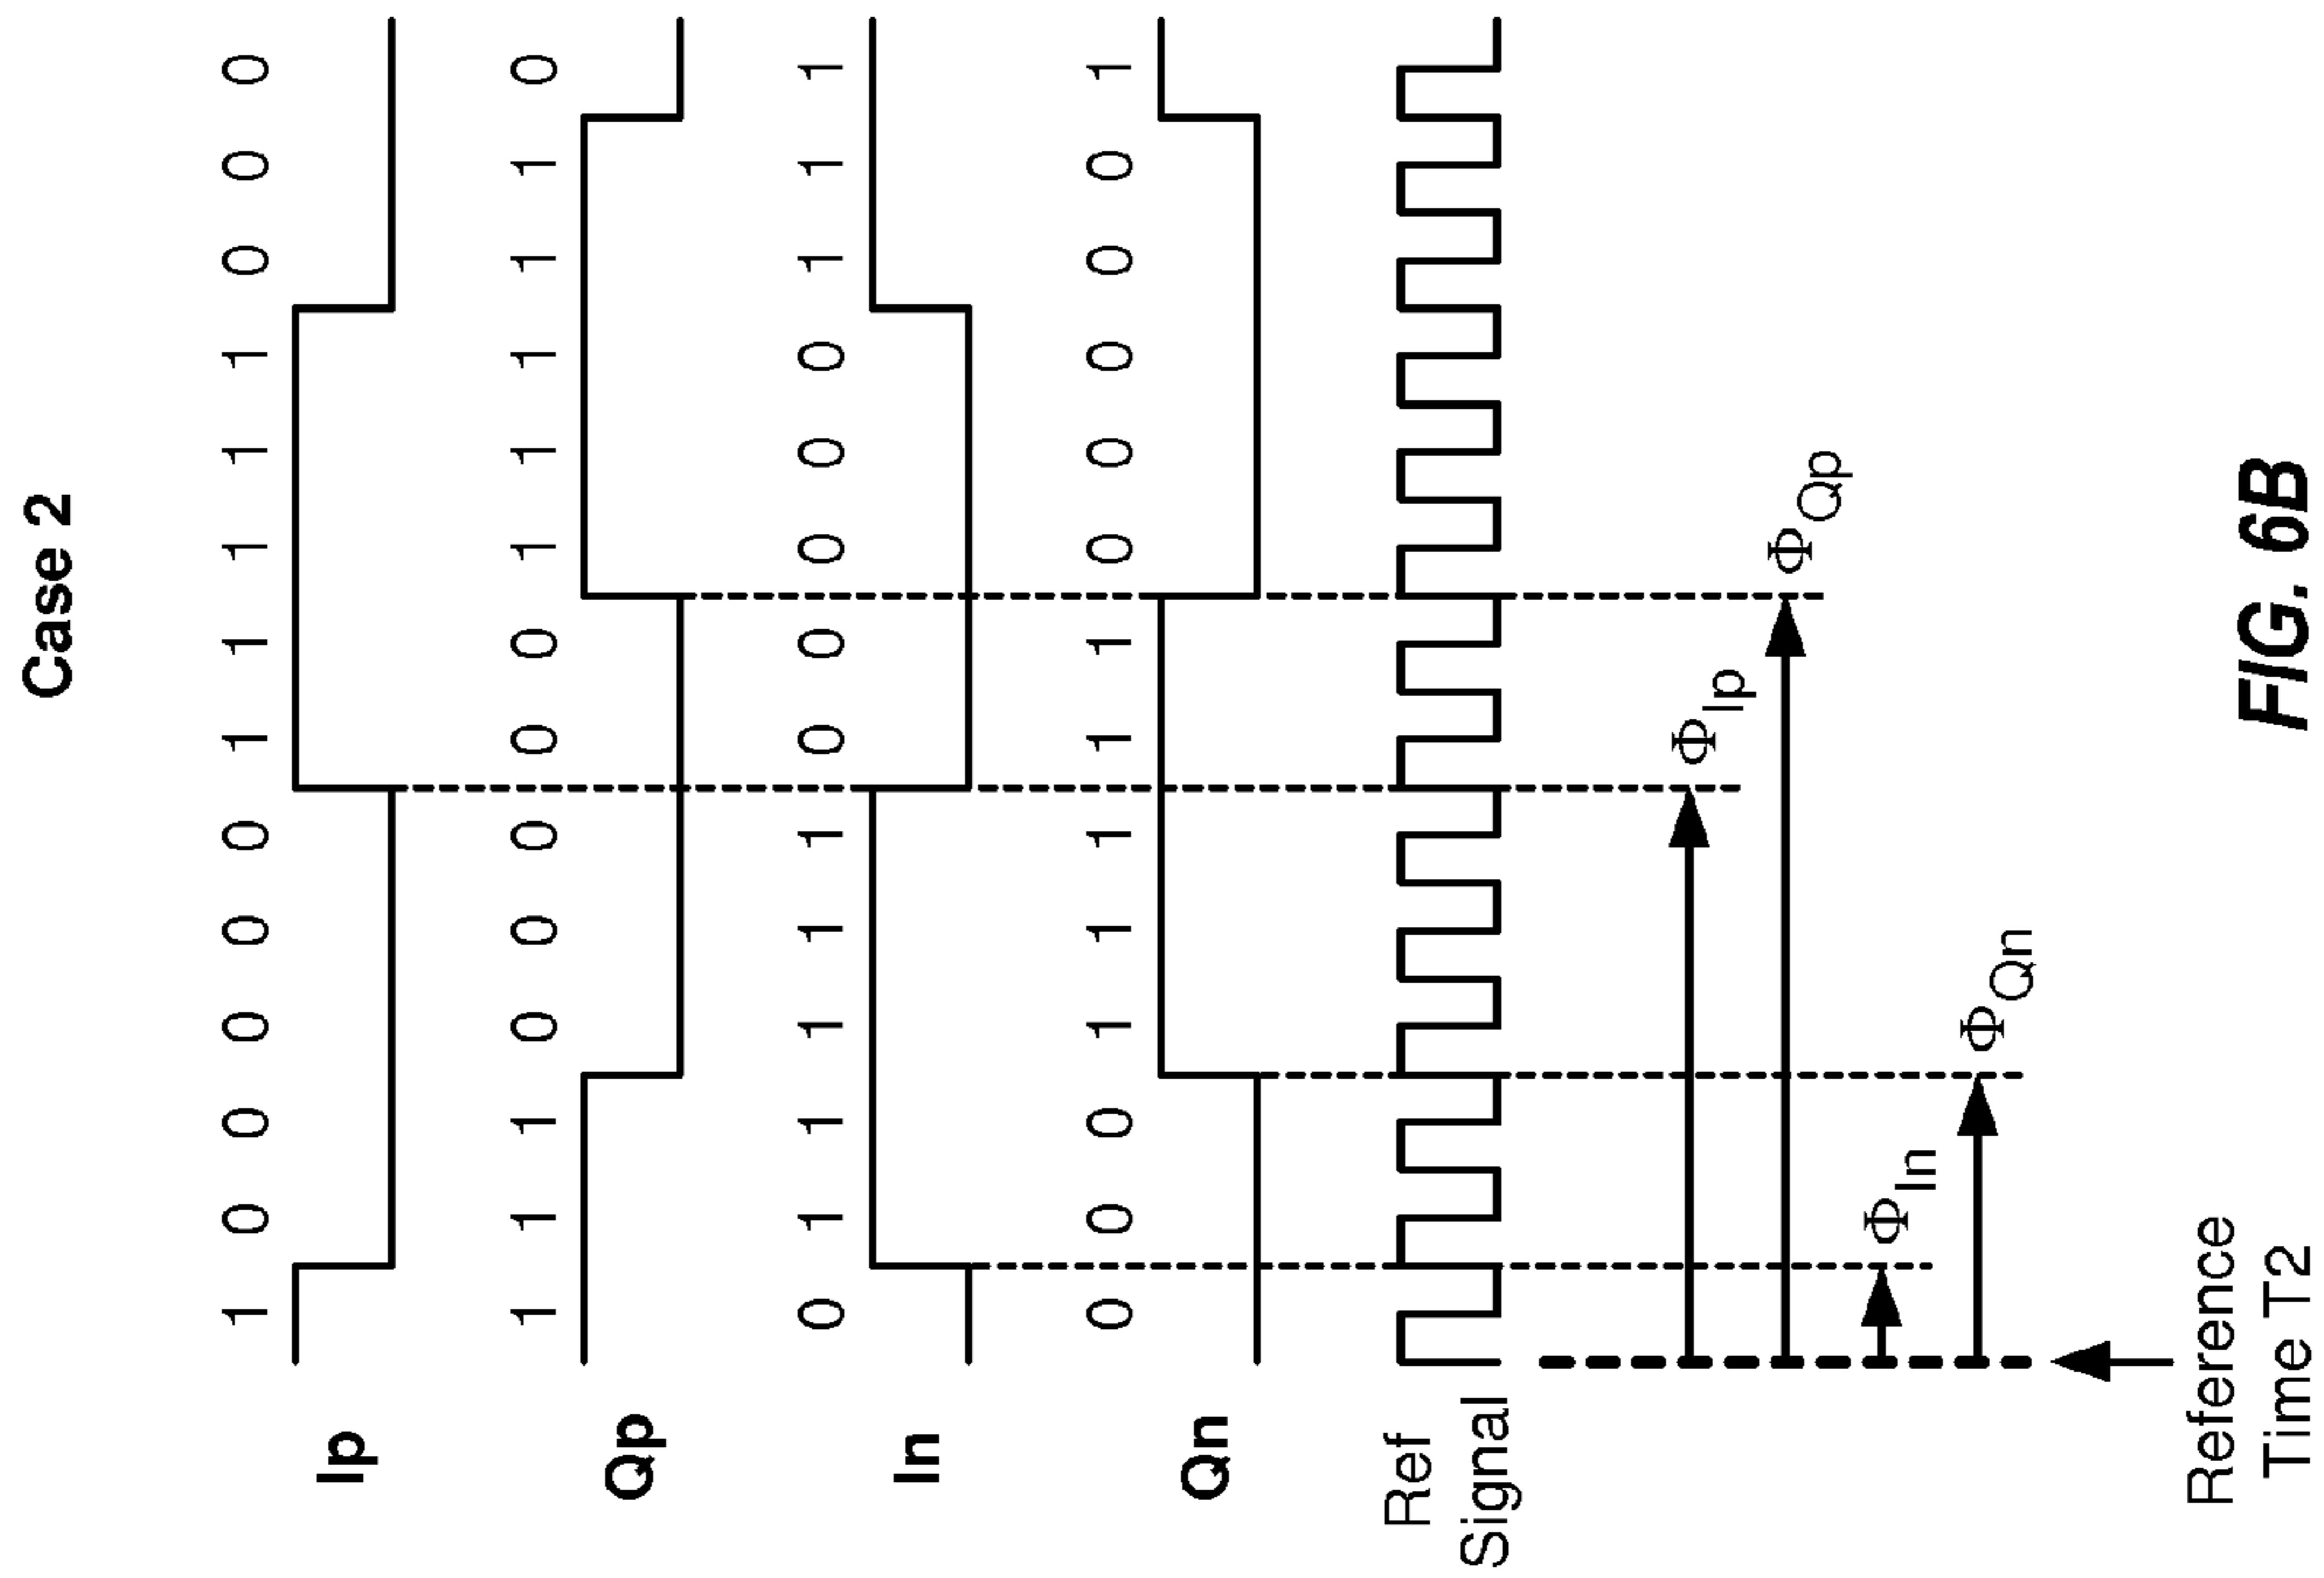 Case 2
1 0 0 0 0 0 1 1 1 1 1 0 0 0
Ip
1 1 1 0 0 0 0 0 1 1 1 1 1 0
Qp
0 1 1 1 1 1 0 0 0 0 0 1 1 1
In
0 0 0 1 1 1 1 1 0 0 0 0 0 1
Qn
Ref
Signal
ΦIp
ΦQp
ΦIn
ΦQn
Reference
Time T2
FIG. 6B